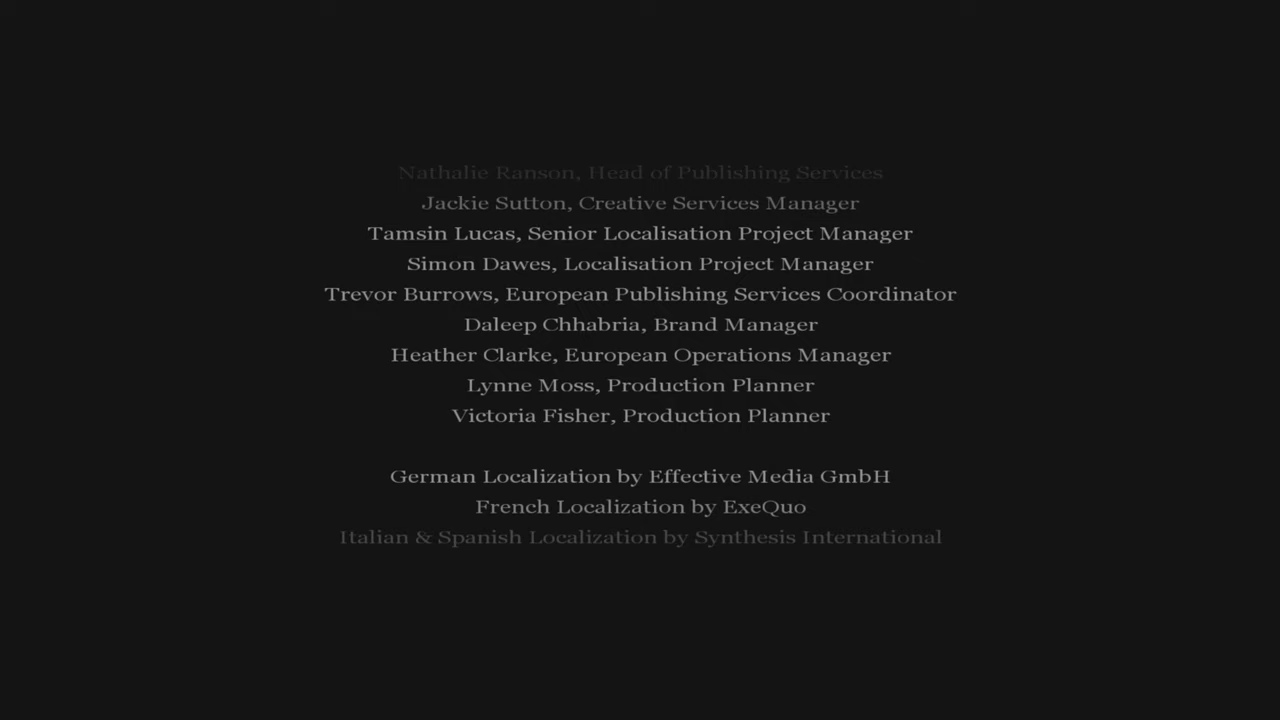 Nathalie Ranson, Head of Publishing Services
Jackie Sutton, Creative Services Manager
Tamsin Lucas, Senior Localisation Project Manager
Simon Dawes, Localisation Project Manager
Trevor Burrows, European Publishing Services Coordinator
Daleep Chhabria, Brand Manager
Heather Clarke, European Operations Manager
Lynne Moss, Production Planner
Victoria Fisher, Production Planner
German Localization by Effective Media GmbH
French Localization by ExeQuo
Italian & Spanish Localization by Synthesis International